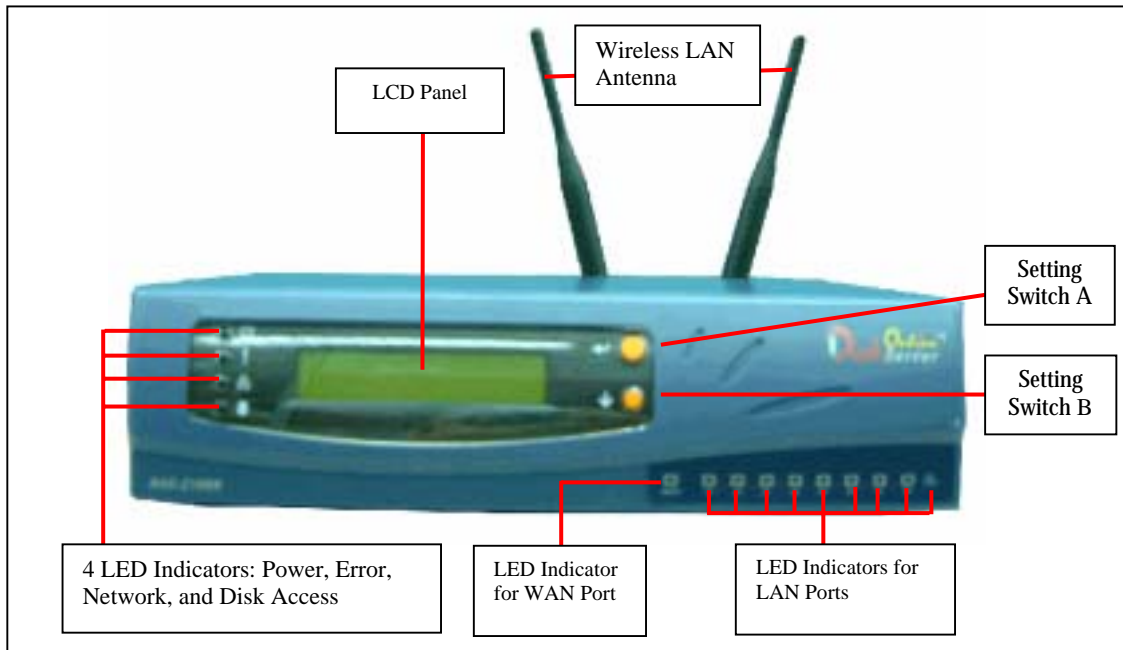 Wireless LAN
Antenna
LCD Panel
Setting
Switch A
Setting
Switch B
4 LED Indicators: Power, Error,
Network, and Disk Access
LED Indicator
for WAN Port
LED Indicators for
LAN Ports
Server